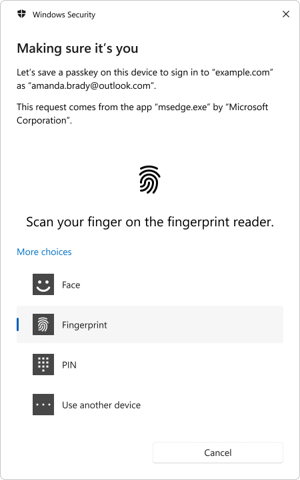 Windows Security
Making sure it's you
Let's save a passkey on this device to sign in to "example.com"
as "amanda.brady@outlook.com".
This request comes from the app "msedge.exe" by "Microsoft
Corporation".
Scan your finger on the fingerprint reader.
More choices
Face
Fingerprint
PIN
Use another device
Cancel